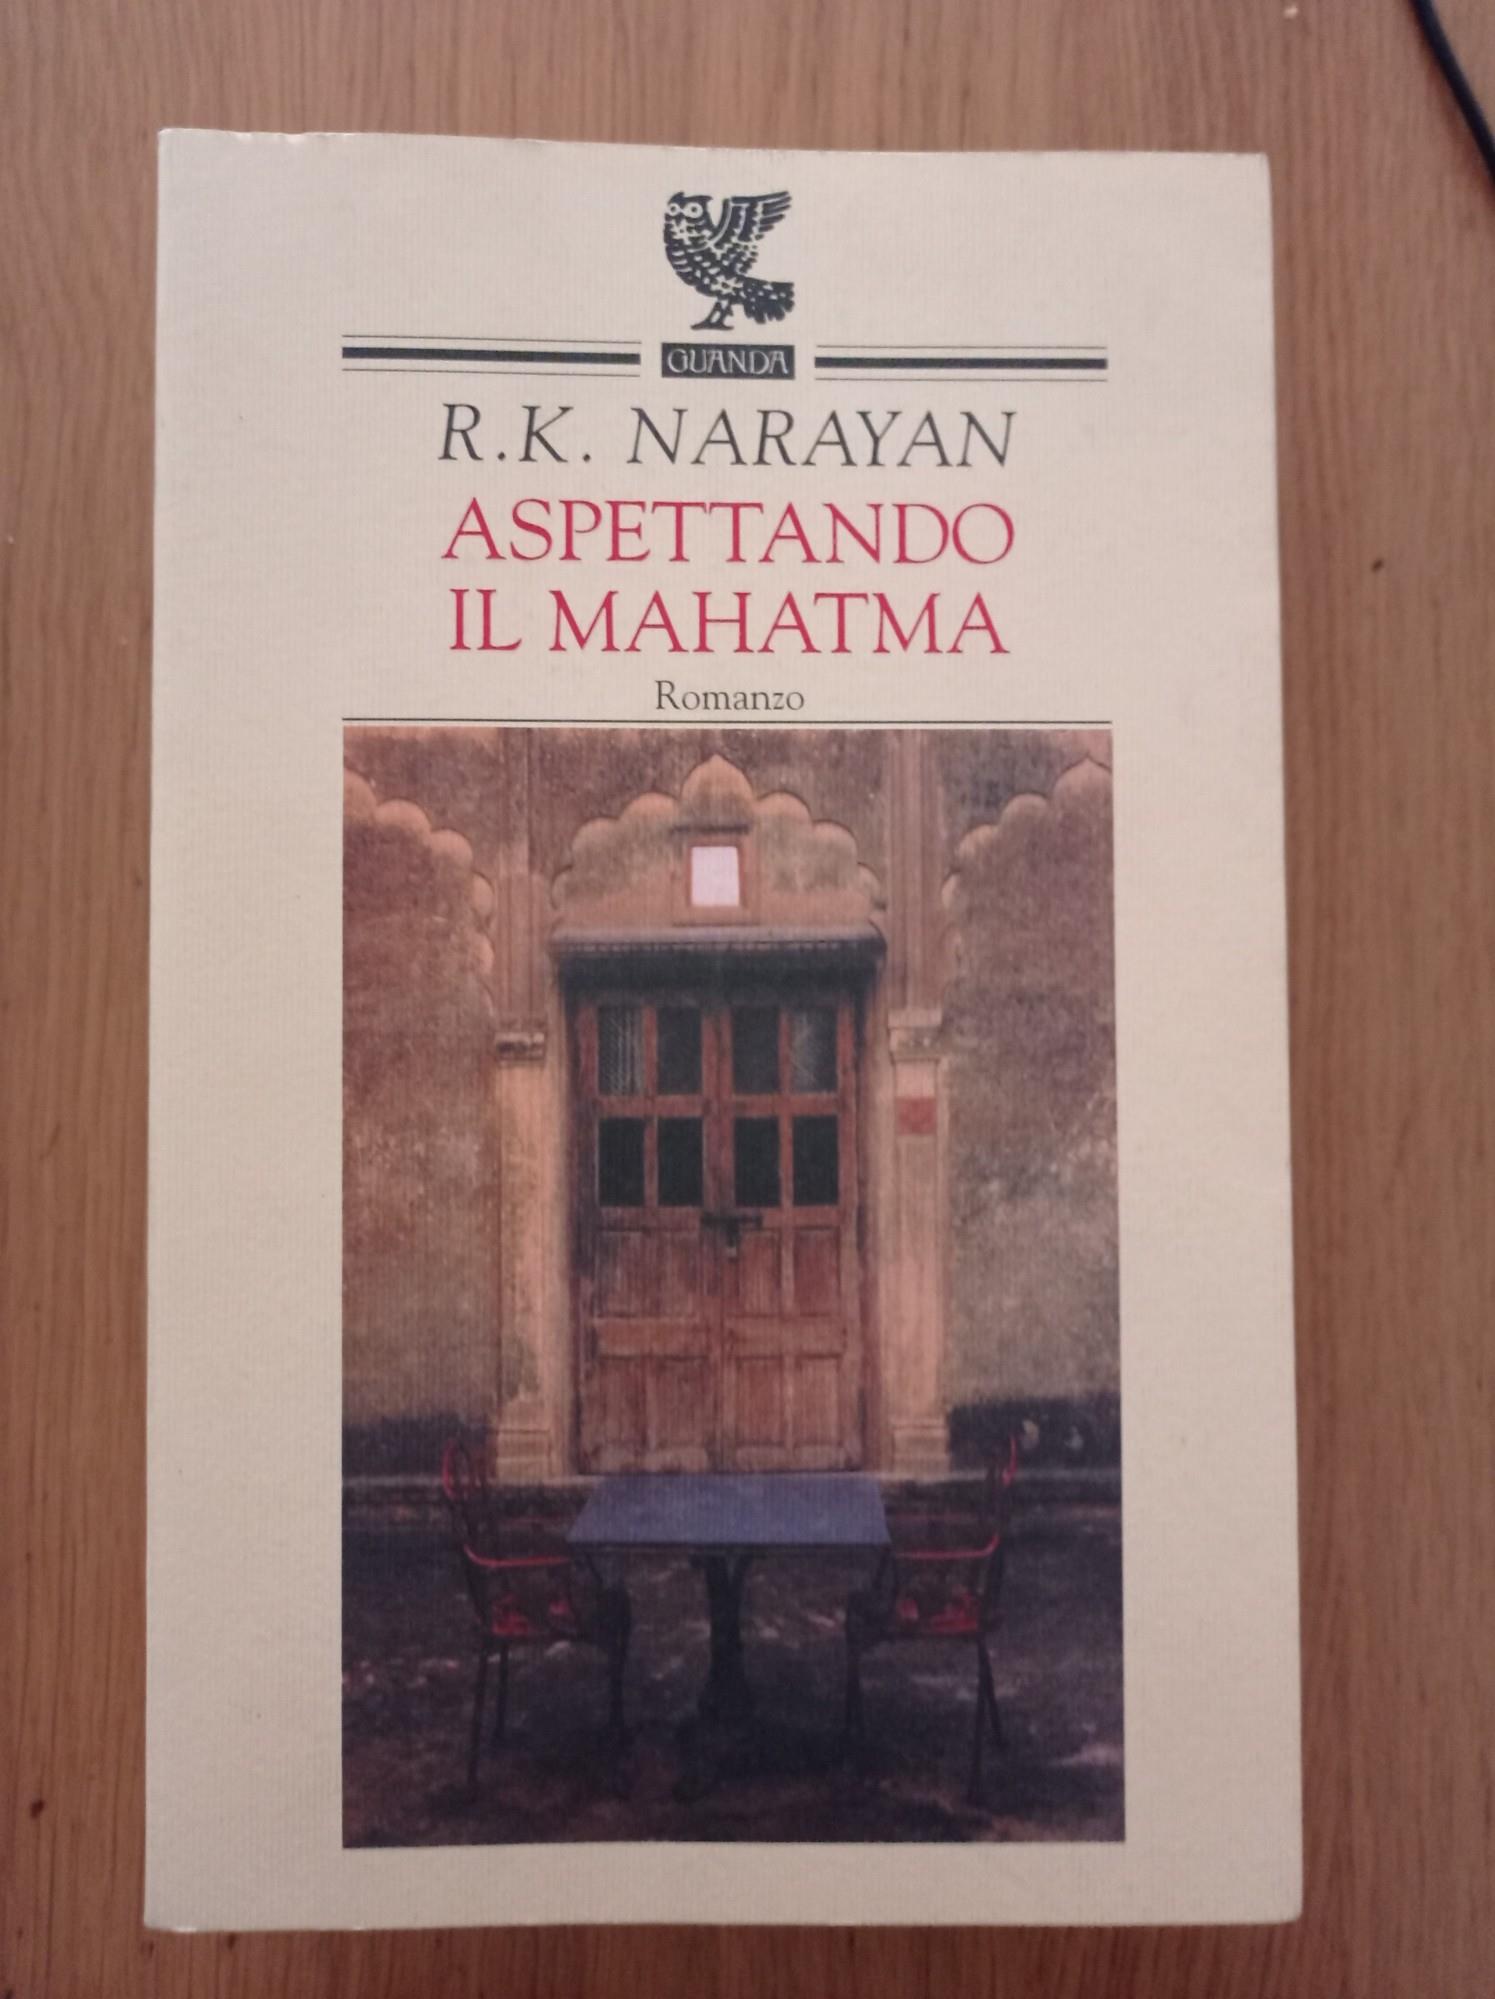 GUANDA
R.K. NARAYAN
ASPETTANDO
IL MAHATMA
Romanzo